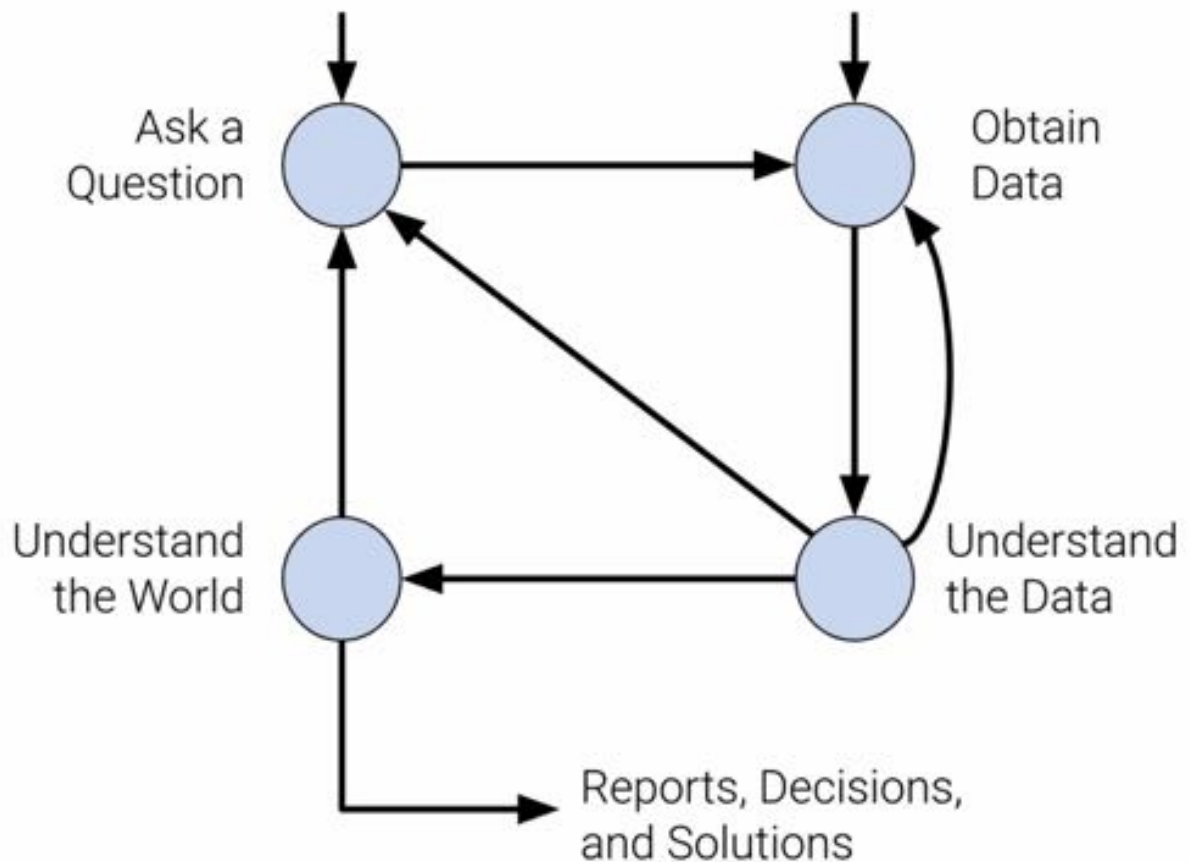 Ask a
Question
Obtain
Data
Understand
the World
Understand
the Data
Reports, Decisions,
and Solutions